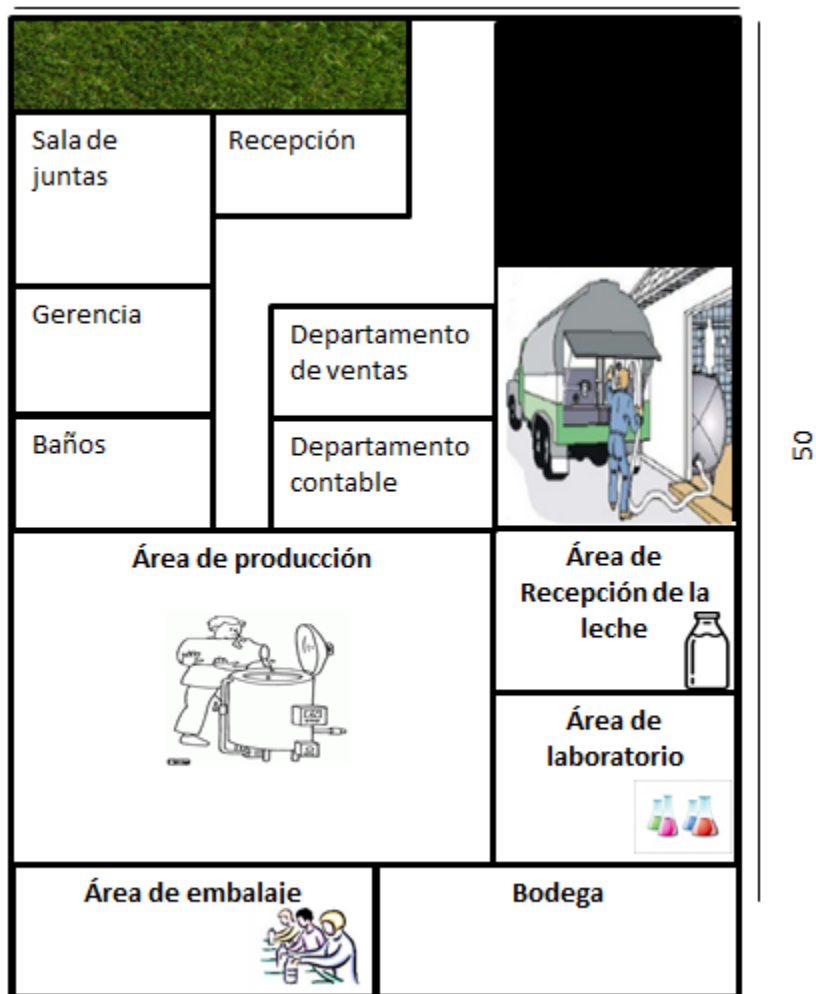 Sala de
juntas
Recepción
Gerencia
Departamento
de ventas
Baños
Departamento
contable
50
Área de producción
Área de
Recepción de la
leche
Área de
laboratorio
Área de embalaje
Bodega